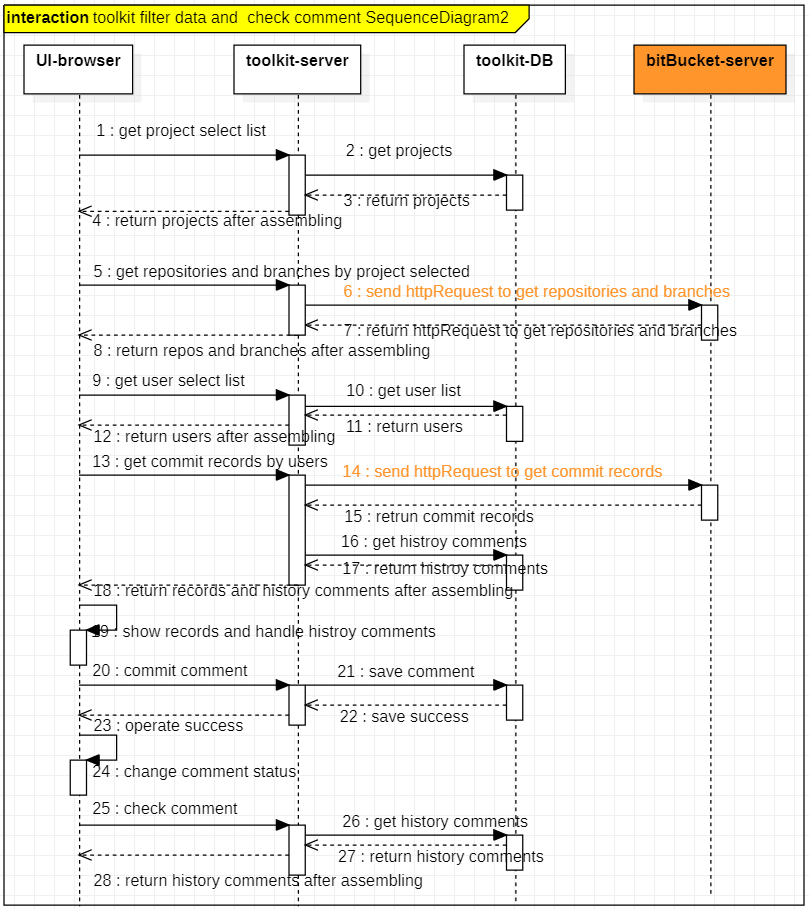 interaction toolkit filter data and check comment SequenceDiagram2
UI-browser
toolkit-server
toolkit-DB
bitBucket-server
1 : get project select list
2 : get projects
3 : return projects
4 : return projects after assembling
5 : get repositories and branches by project selected
6 : send httpRequest to get repositories and branches
7 : return httpRequest to get repositories and branches
8 : return repos and branches after assembling
9 : get user select list
10 : get user list
11 : return users
12 : return users after assembling
13 : get commit records by users
14 : send httpRequest to get commit records
15 : retrun commit records
16 : get histroy comments
17 : return histroy comments
18 : return records and history comments after assembling
19 : show records and handle histroy comments
20 : commit comment
21 : save comment
22 : save success
23 : operate success
24 : change comment status
25 : check comment
26 : get history comments
27 : return history comments
28 : return history comments after assembling